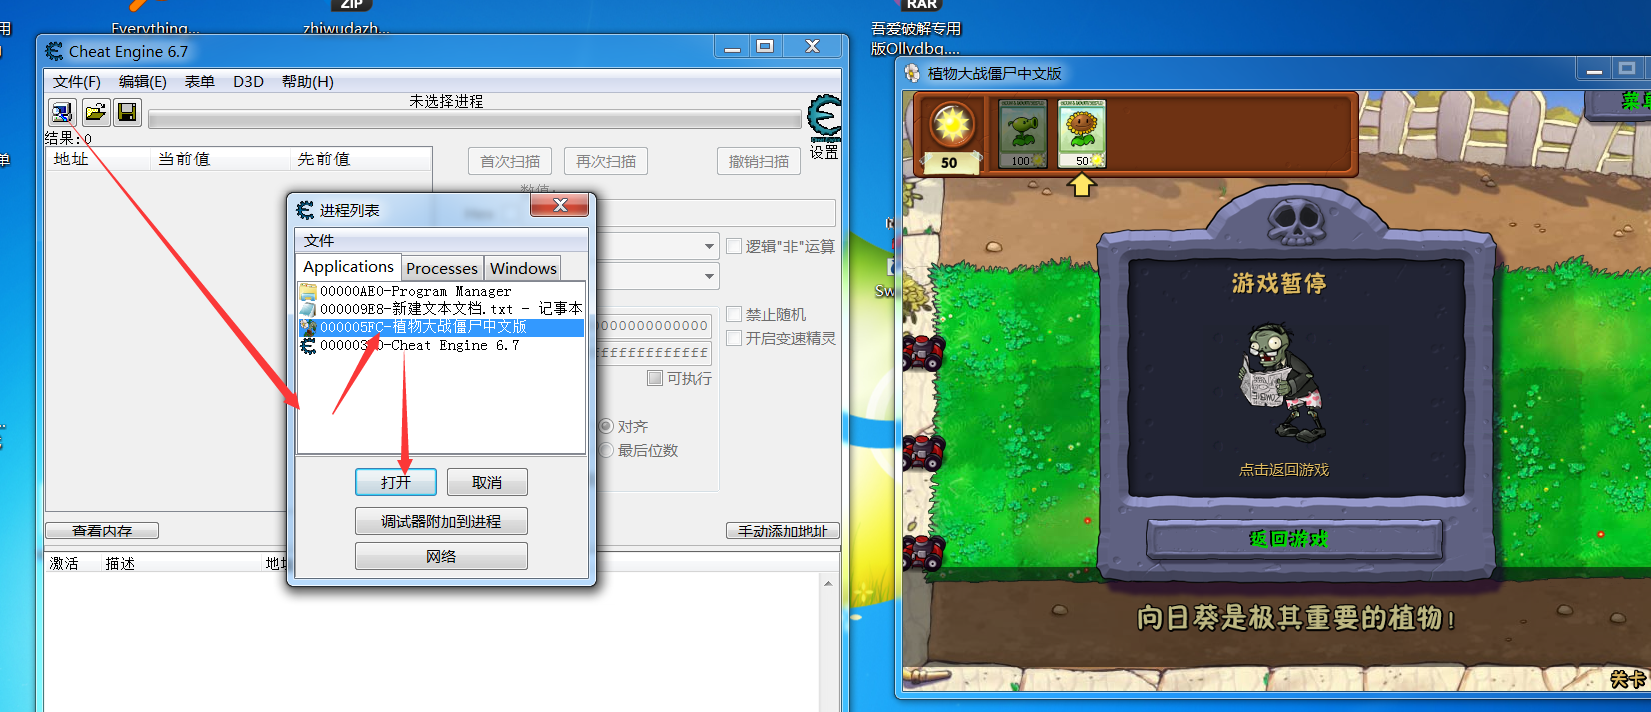 用
Everything...
ZIP
zhiwudazh...
RAR
吾爱破解专用
版Ollydbg....
单
Sw
Cheat Engine 6.7
文件(F) 编辑(E) 表单 D3D 帮助(H)
未选择进程
结果:0
设置
地址 当前值 先前值
首次扫描 再次扫描 撤销扫描
数值:
逻辑"非"运算
禁止随机
开启变速精灵
可执行
对齐
最后位数
查看内存
手动添加地址
激活 描述 地址
进程列表
文件
Applications Processes Windows
00000AE0-Program Manager
000009E8-新建文本文档.txt - 记事本
000005FC-植物大战僵尸中文版
-Cheat Engine 6.7
打开 取消
调试器附加到进程
网络
植物大战僵尸中文版
菜单
50
100
50
游戏暂停
ZOMBIE
点击返回游戏
返回游戏
向日葵是极其重要的植物!
关卡